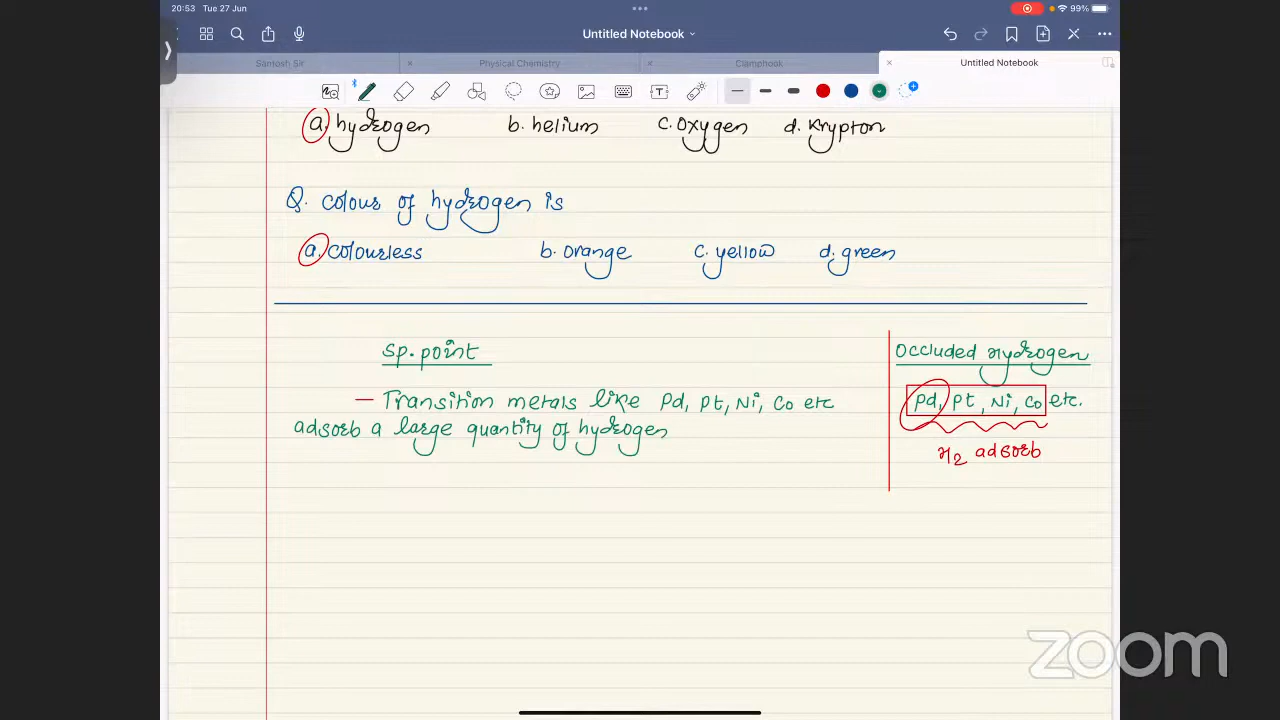 20:53 Tue 27 Jun
99%
Untitled Notebook
Santosh Sir
Physical Chemistry
Clamphook
Untitled Notebook
a. hydrogen b. helium c. Oxygen d. Krypton
Q. colour of hydrogen is
a. colourless b. orange c. yellow d. green
Sp. point
— Transition metals like Pd, Pt, Ni, Co etc
adsorb a large quantity of hydrogen
Occluded Hydrogen
Pd, Pt, Ni, Co etc.
H2 adsorb
zoom